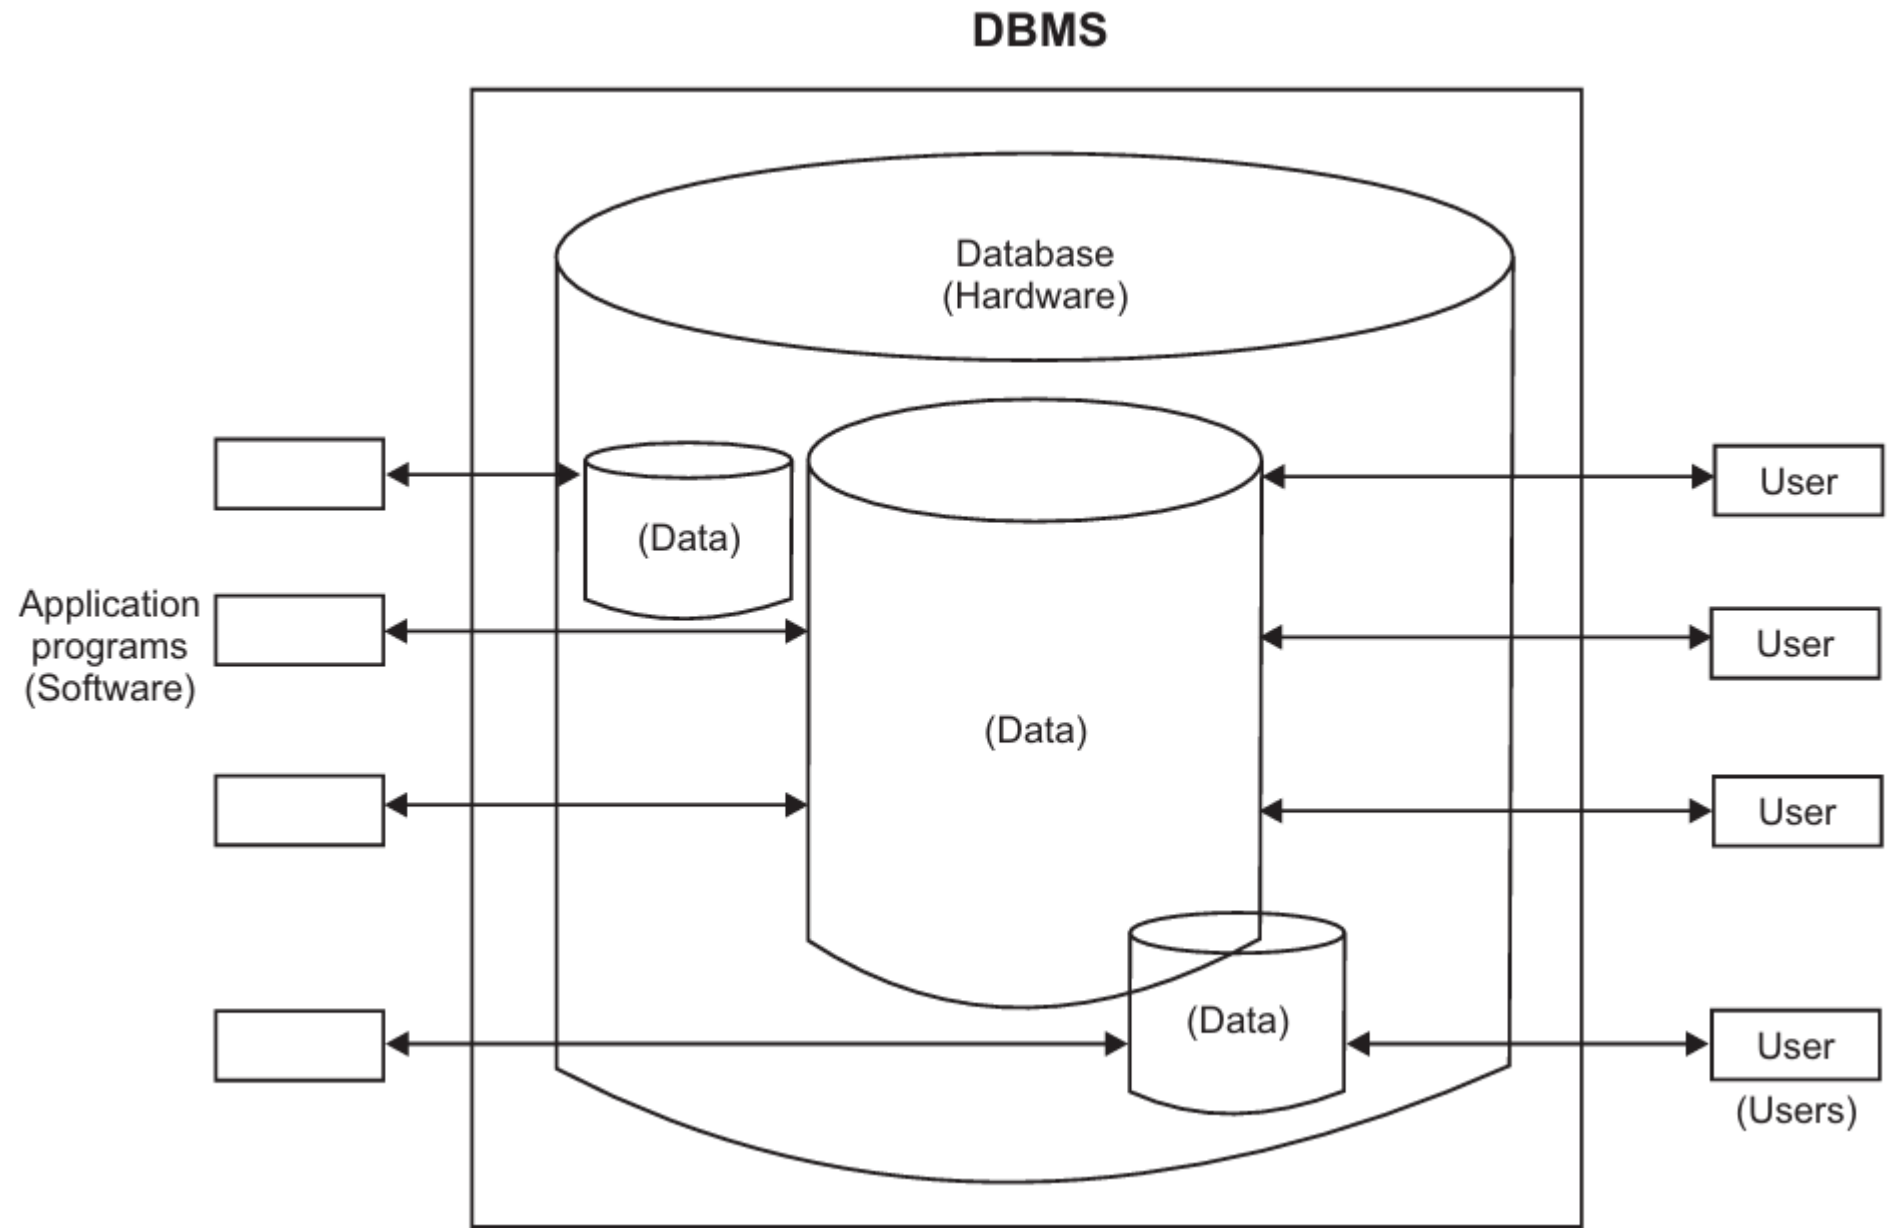 DBMS
Database
(Hardware)
User
(Data)
Application
programs
(Software)
User
(Data)
User
(Data)
User
(Users)